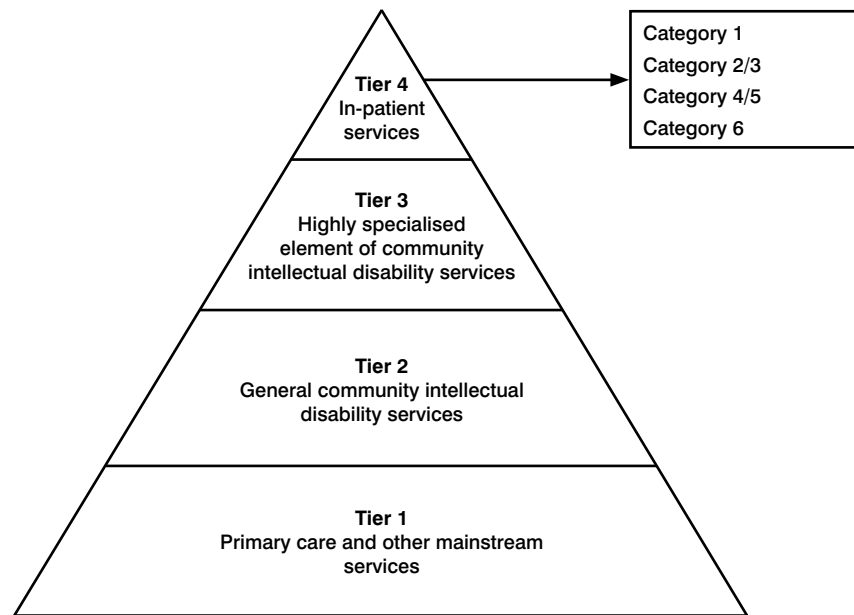 Tier 4
In-patient
services
Category 1
Category 2/3
Category 4/5
Category 6
Tier 3
Highly specialised
element of community
intellectual disability services
Tier 2
General community intellectual
disability services
Tier 1
Primary care and other mainstream
services